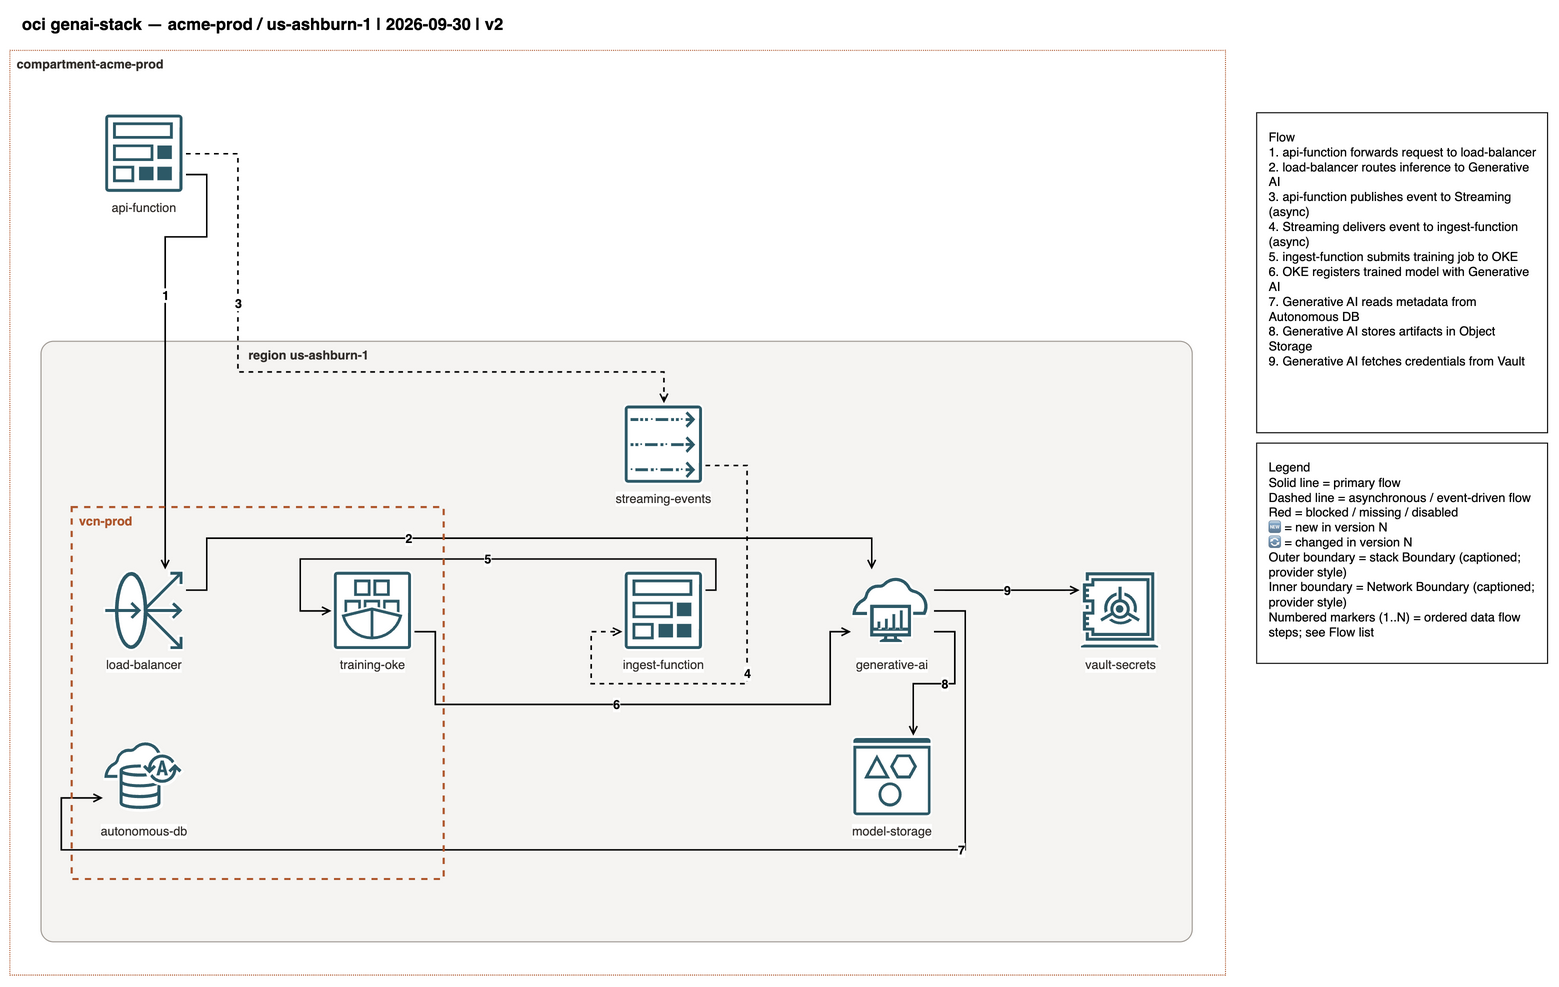 oci genai-stack — acme-prod / us-ashburn-1 | 2026-09-30 | v2
compartment-acme-prod
api-function
1
3
region us-ashburn-1
streaming-events
vcn-prod
2
5
9
load-balancer
training-oke
ingest-function
generative-ai
vault-secrets
4
8
6
autonomous-db
model-storage
7
Flow
1. api-function forwards request to load-balancer
2. load-balancer routes inference to Generative
AI
3. api-function publishes event to Streaming
(async)
4. Streaming delivers event to ingest-function
(async)
5. ingest-function submits training job to OKE
6. OKE registers trained model with Generative
AI
7. Generative AI reads metadata from
Autonomous DB
8. Generative AI stores artifacts in Object
Storage
9. Generative AI fetches credentials from Vault
Legend
Solid line = primary flow
Dashed line = asynchronous / event-driven flow
Red = blocked / missing / disabled
🆕 = new in version N
🔄 = changed in version N
Outer boundary = stack Boundary (captioned;
provider style)
Inner boundary = Network Boundary (captioned;
provider style)
Numbered markers (1..N) = ordered data flow
steps; see Flow list